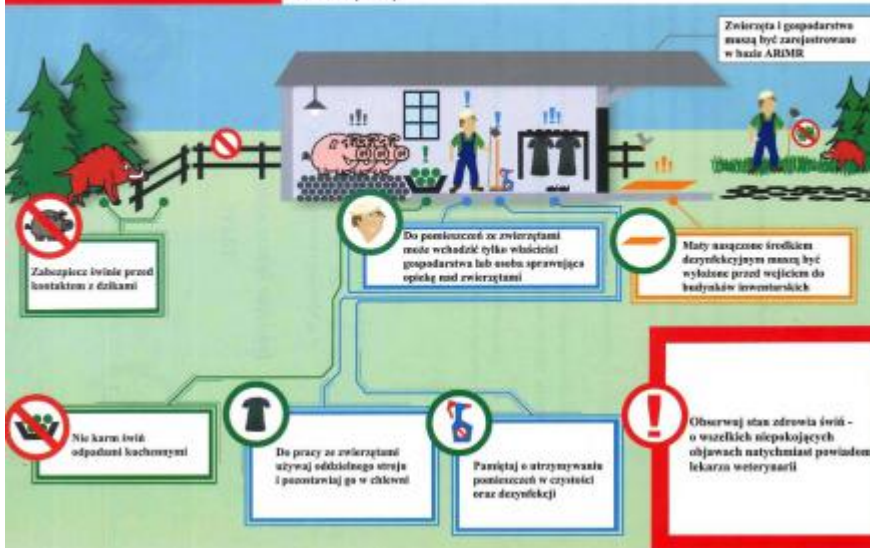 Zwierzęta i gospodarstwo
muszą być zarejestrowane
w bazie ARiMR
Zabezpiecz świnie przed
kontaktem z dzikami
Do pomieszczeń ze zwierzętami
może wchodzić tylko właściciel
gospodarstwa lub osoba sprawująca
opiekę nad zwierzętami
Maty nasączone środkiem
dezynfekcyjnym muszą być
wyłożone przed wejściem do
budynków inwentarskich
Nie karm świń
odpadami kuchennymi
Do pracy ze zwierzętami
używaj oddzielnego stroju
i pozostawiaj go w chlewni
Pamiętaj o utrzymywaniu
pomieszczeń w czystości
oraz dezynfekcji
Obserwuj stan zdrowia świń -
o wszelkich niepokojących
objawach natychmiast powiadom
lekarza weterynarii